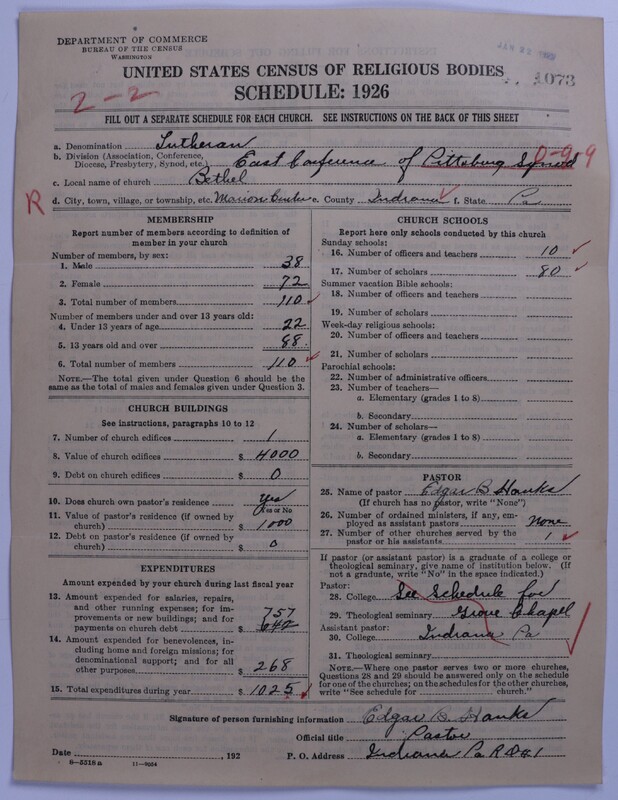 DEPARTMENT OF COMMERCE
BUREAU OF THE CENSUS
WASHINGTON
JAN 22
UNITED STATES CENSUS OF RELIGIOUS BODIES
1073
SCHEDULE: 1926
2-2
FILL OUT A SEPARATE SCHEDULE FOR EACH CHURCH. SEE INSTRUCTIONS ON THE BACK OF THIS SHEET
a. Denomination Lutheran
b. Division (Association, Conference, Diocese, Presbytery, Synod, etc.) East Conference of Pittsburg Synod
c. Local name of church Bethel
R d. City, town, village, or township, etc. Marion Center e. County Indiana f. State Pa
MEMBERSHIP
Report number of members according to definition of
member in your church
Number of members, by sex:
1. Male 38
2. Female 72
3. Total number of members 110
Number of members under and over 13 years old:
4. Under 13 years of age 22
5. 13 years old and over 88
6. Total number of members 110
NOTE.—The total given under Question 6 should be the
same as the total of males and females given under Question 3.
CHURCH BUILDINGS
See instructions, paragraphs 10 to 12
7. Number of church edifices 1
8. Value of church edifices $ 4000
9. Debt on church edifices $ 0
10. Does church own pastor's residence yes
(Yes or No
11. Value of pastor's residence (if owned by
church) $ 1000
12. Debt on pastor's residence (if owned by
church) $ 0
EXPENDITURES
Amount expended by your church during last fiscal year
13. Amount expended for salaries, repairs,
and other running expenses; for im-
provements or new buildings; and for 757
payments on church debt $ 642
14. Amount expended for benevolences, in-
cluding home and foreign missions; for
denominational support; and for all
other purposes $ 268
15. Total expenditures during year $ 1025
CHURCH SCHOOLS
Report here only schools conducted by this church
Sunday schools:
16. Number of officers and teachers 10
17. Number of scholars 80
Summer vacation Bible schools:
18. Number of officers and teachers
19. Number of scholars
Week-day religious schools:
20. Number of officers and teachers
21. Number of scholars
Parochial schools:
22. Number of administrative officers
23. Number of teachers—
a. Elementary (grades 1 to 8)
b. Secondary
24. Number of scholars—
a. Elementary (grades 1 to 8)
b. Secondary
PASTOR
25. Name of pastor Edgar B Hanks
(If church has no pastor, write "None")
26. Number of ordained ministers, if any, em-
ployed as assistant pastors None
27. Number of other churches served by the
pastor or his assistants 1
If pastor (or assistant pastor) is a graduate of a college or
theological seminary, give name of institution below. (If
not a graduate, write "No" in the space indicated.)
Pastor:
28. College See Schedule for
29. Theological seminary Grove Chapel
Assistant pastor:
30. College Indiana Pa
31. Theological seminary
NOTE.—Where one pastor serves two or more churches,
Questions 28 and 29 should be answered only on the schedule
for one of the churches; on the schedules for the other churches,
write "See schedule for church."
Signature of person furnishing information Edgar B. Hanks
Official title Pastor
Date , 192 P. O. Address Indiana Pa R D #1
8—5518a 11—9054